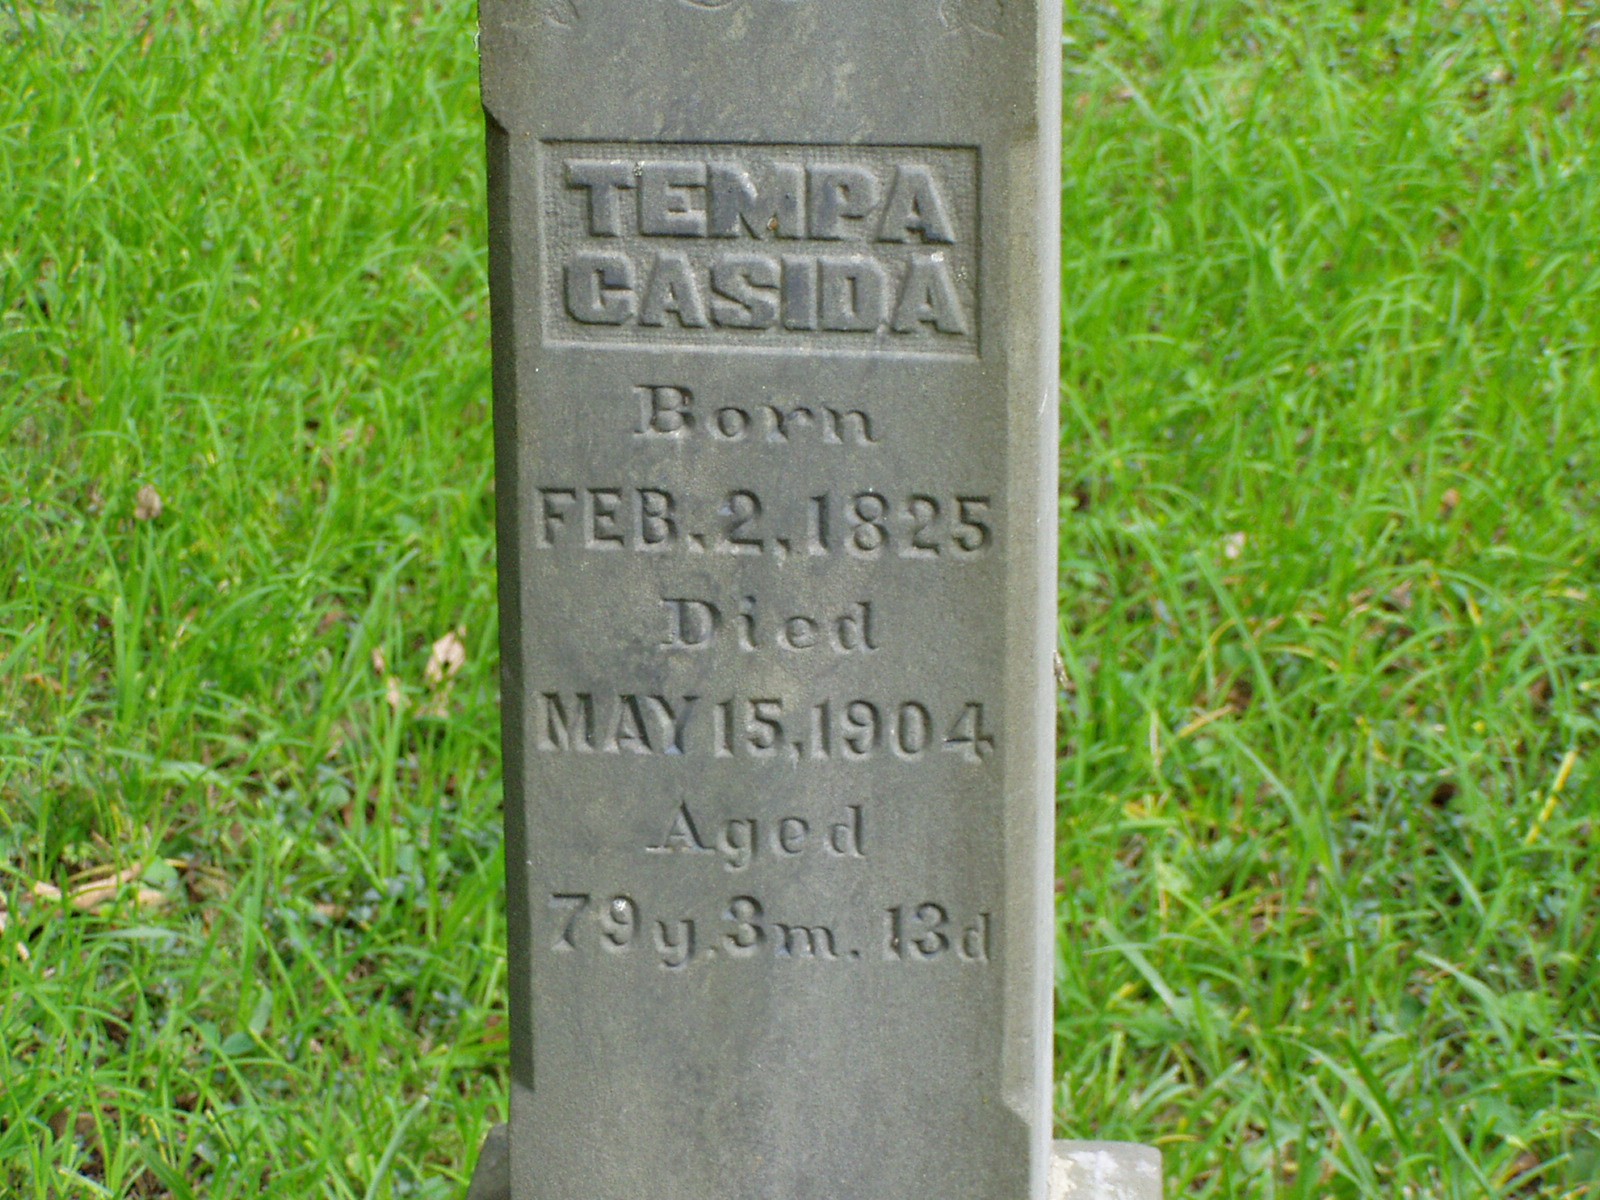 TEMPA
CASIDA
Born
FEB. 2, 1825
Died
MAY 15, 1904
Aged
79y. 3m. 13d